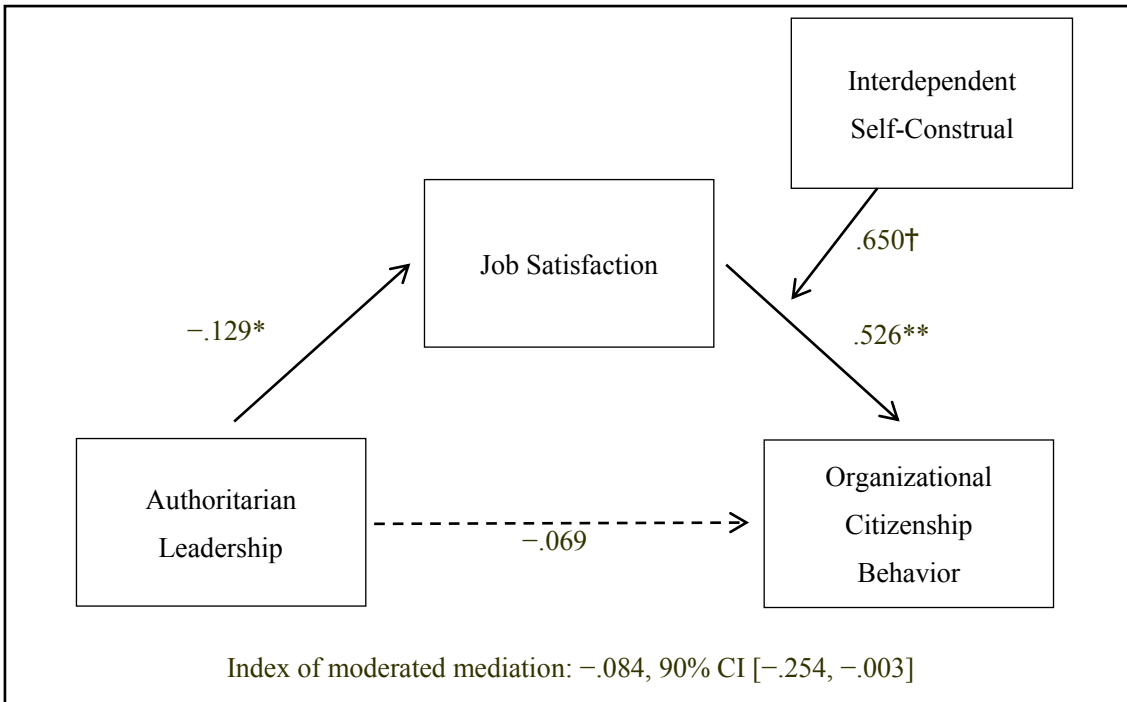 Interdependent
Self-Construal
.650†
Job Satisfaction
−.129*
.526**
Authoritarian
Leadership
−.069
Organizational
Citizenship
Behavior
Index of moderated mediation: −.084, 90% CI [−.254, −.003]